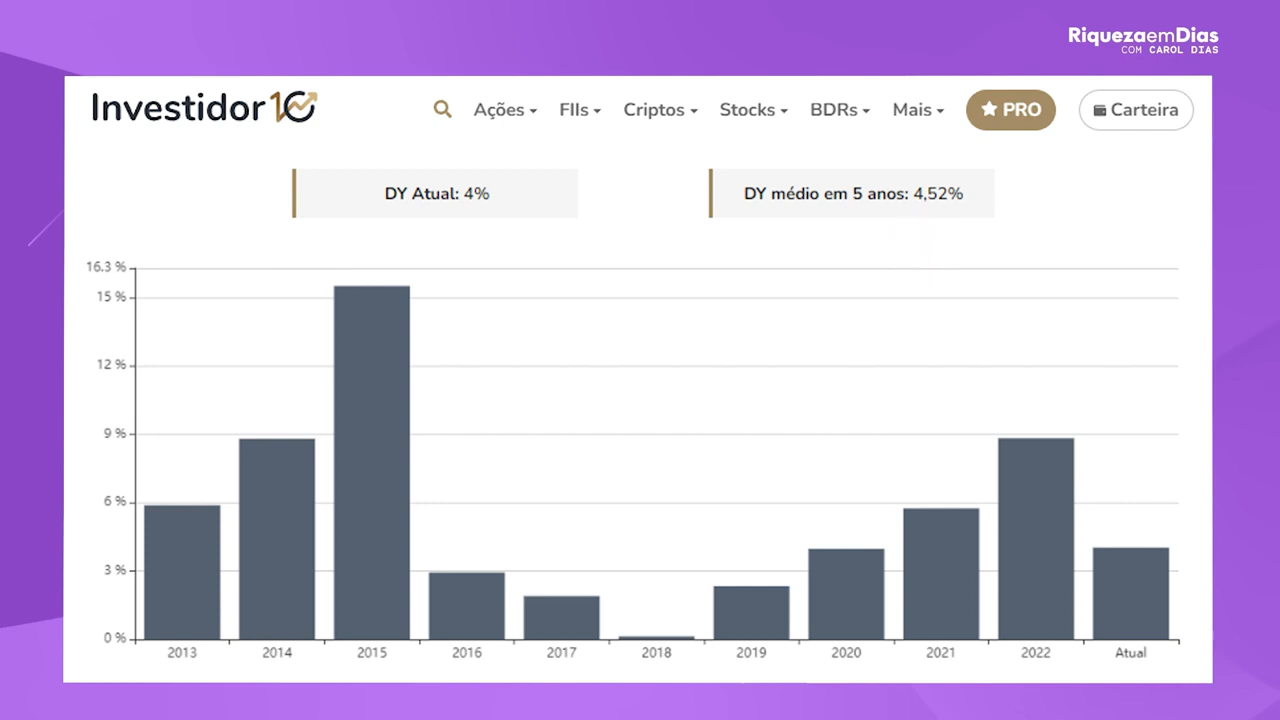 RiquezaemDias
COM CAROL DIAS
Investidor 10
Ações FIIs Criptos Stocks BDRs Mais PRO Carteira
DY Atual: 4% DY médio em 5 anos: 4,52%
16.3 %
15 %
12 %
9 %
6 %
3 %
0 %
2013 2014 2015 2016 2017 2018 2019 2020 2021 2022 Atual